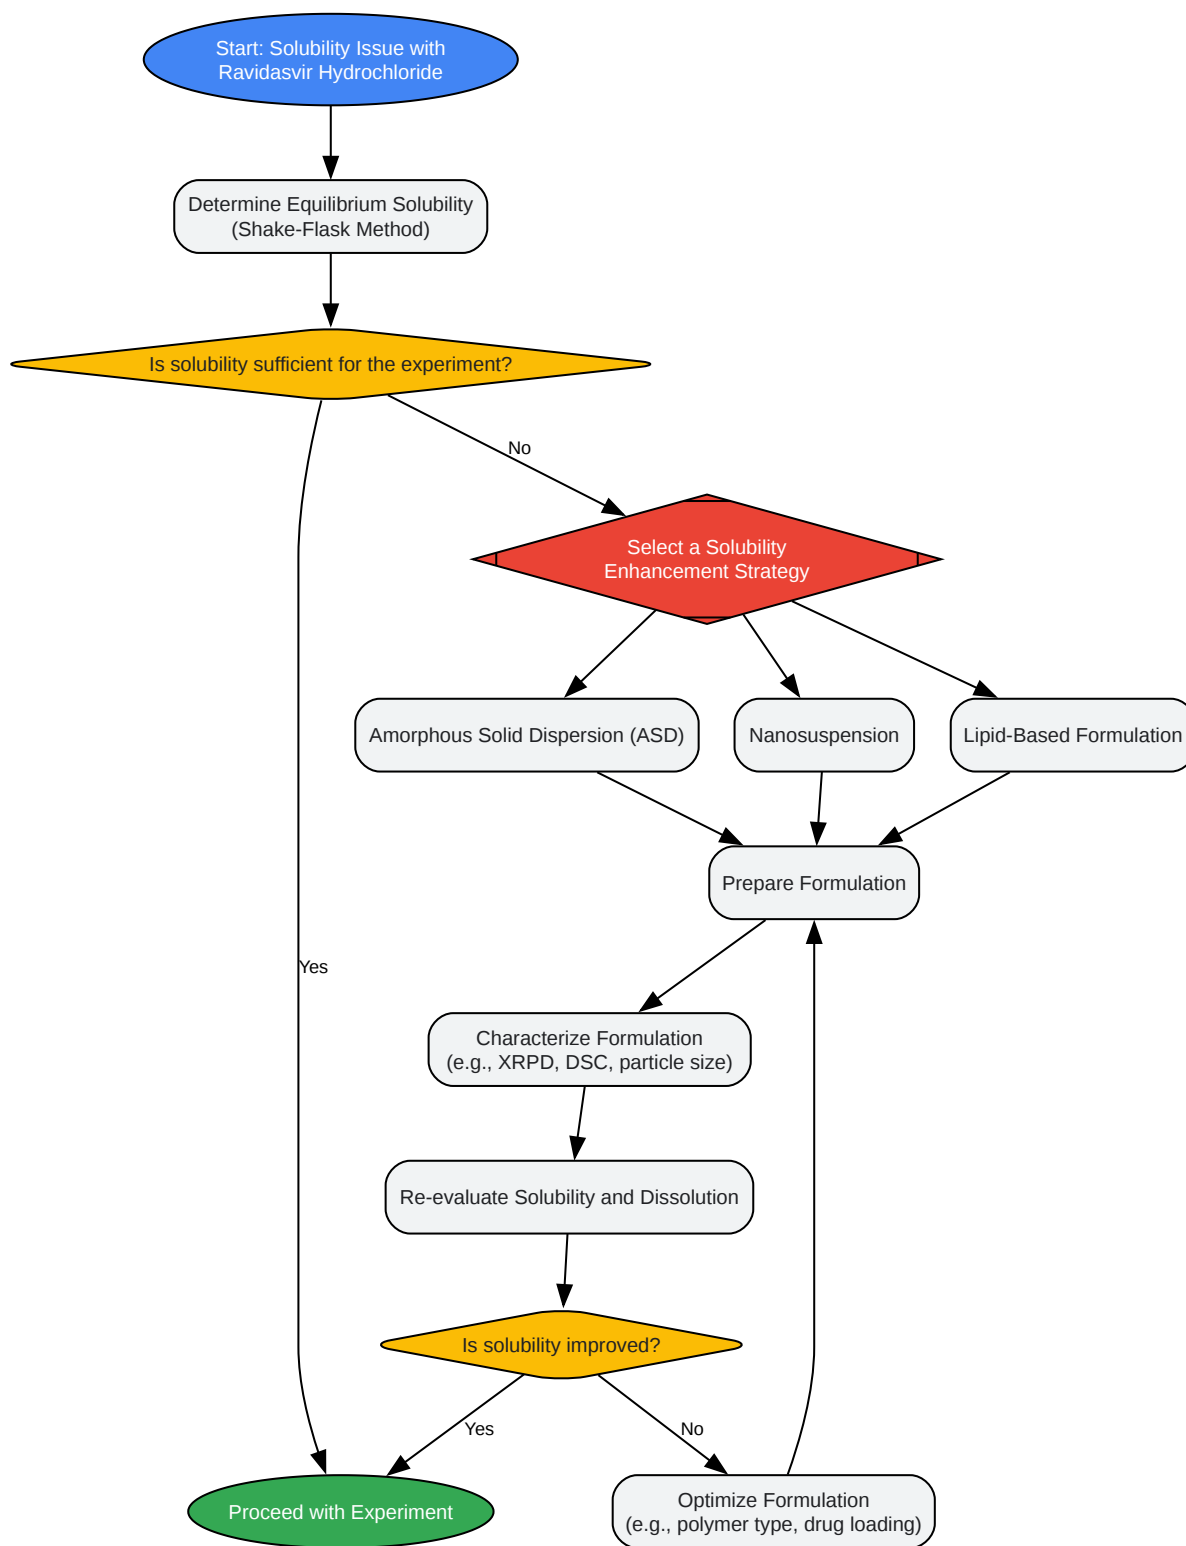 Start: Solubility Issue with
Ravidasvir Hydrochloride
Determine Equilibrium Solubility
(Shake-Flask Method)
Is solubility sufficient for the experiment?
No
Select a Solubility
Enhancement Strategy
Amorphous Solid Dispersion (ASD)
Nanosuspension
Lipid-Based Formulation
Prepare Formulation
Yes
Characterize Formulation
(e.g., XRPD, DSC, particle size)
Re-evaluate Solubility and Dissolution
Is solubility improved?
Yes
No
Proceed with Experiment
Optimize Formulation
(e.g., polymer type, drug loading)